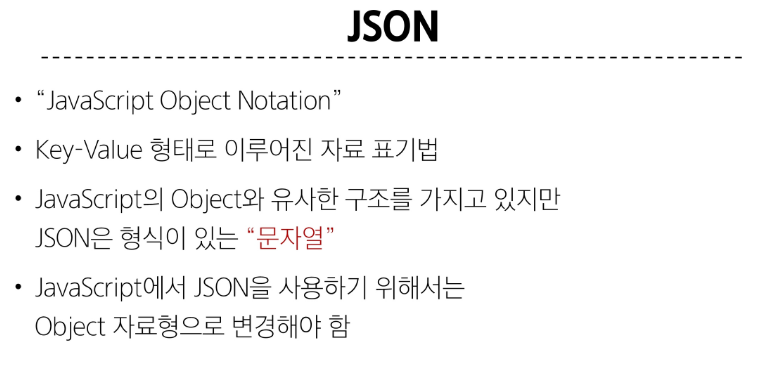 JSON
• “JavaScript Object Notation”
• Key-Value 형태로 이루어진 자료 표기법
• JavaScript의 Object와 유사한 구조를 가지고 있지만
JSON은 형식이 있는 “문자열”
• JavaScript에서 JSON을 사용하기 위해서는
Object 자료형으로 변경해야 함